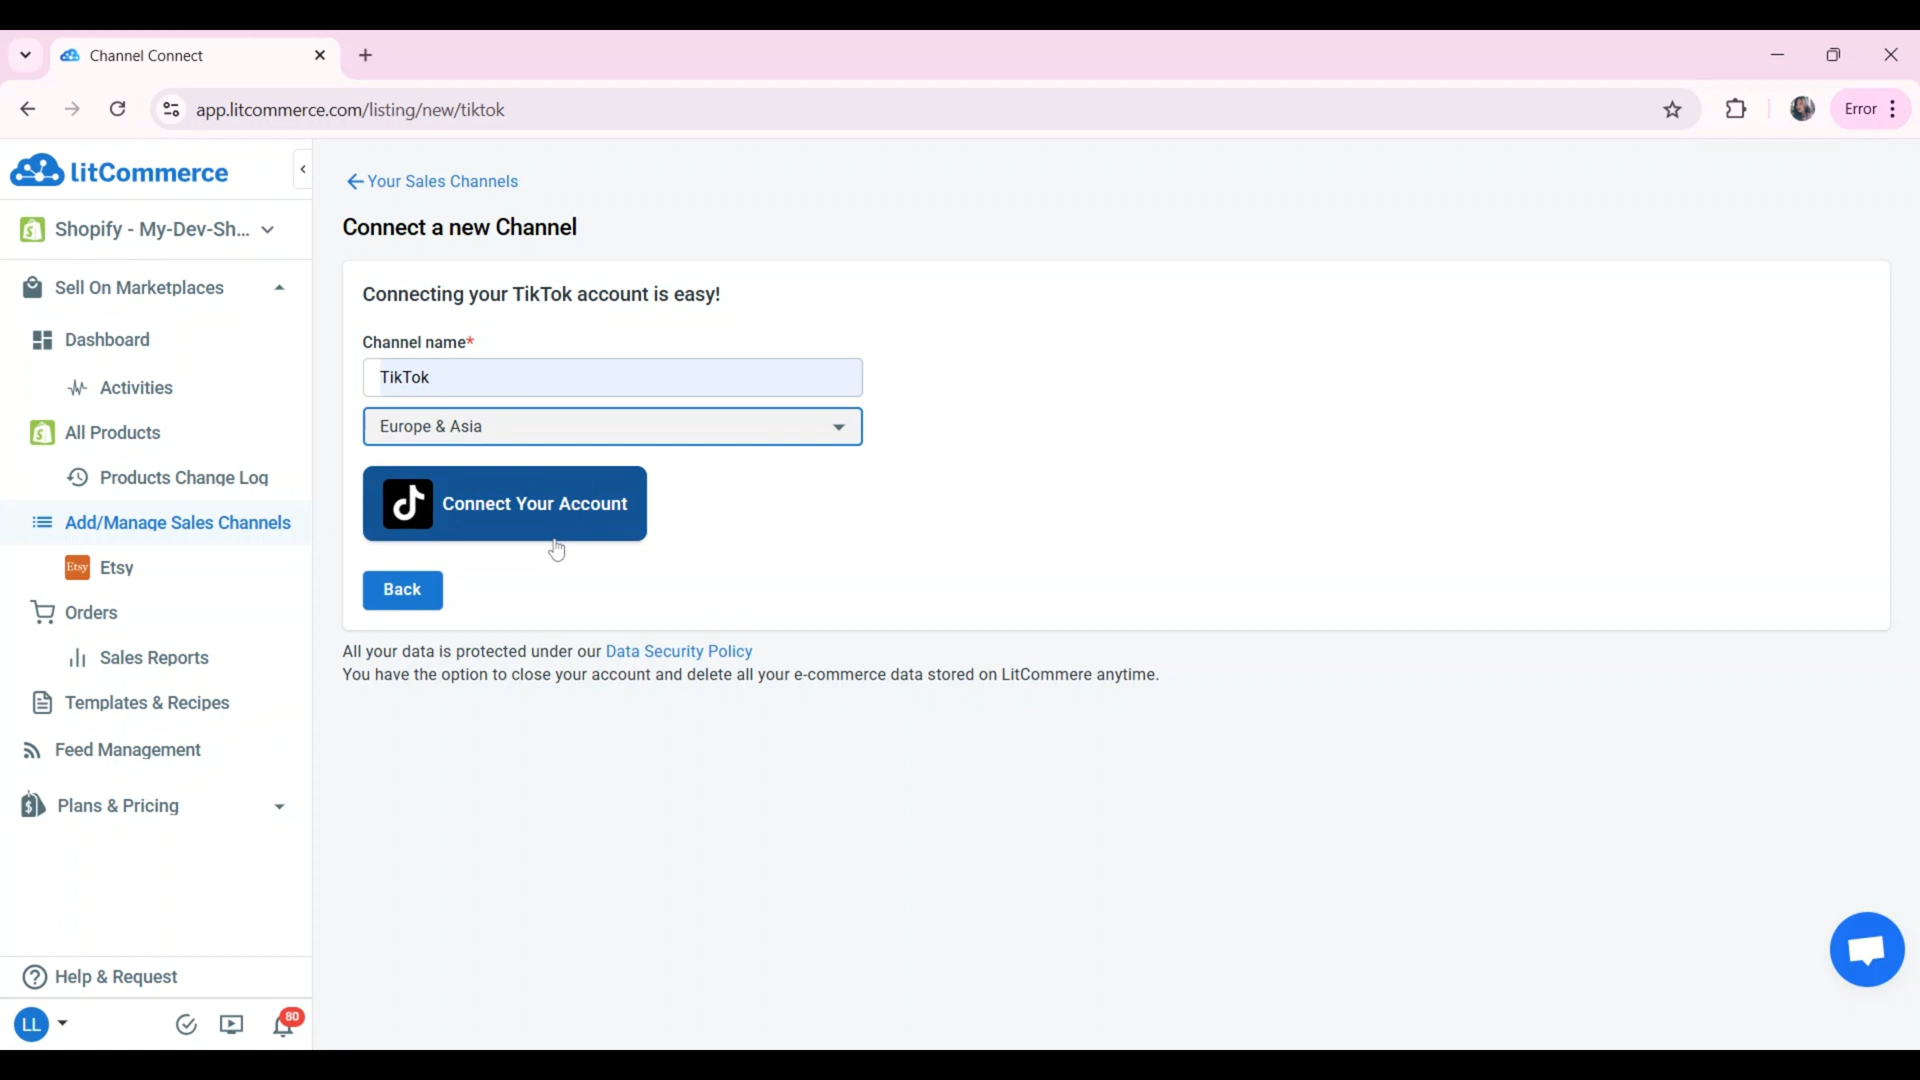 Channel Connect
app.litcommerce.com/listing/new/tiktok
Error
litCommerce
Shopify - My-Dev-Sh...
Sell On Marketplaces
Dashboard
Activities
All Products
Products Change Log
Add/Manage Sales Channels
Etsy Etsy
Orders
Sales Reports
Templates & Recipes
Feed Management
Plans & Pricing
Help & Request
LL
80
Your Sales Channels
Connect a new Channel
Connecting your TikTok account is easy!
Channel name*
TikTok
Europe & Asia
Connect Your Account
Back
All your data is protected under our Data Security Policy
You have the option to close your account and delete all your e-commerce data stored on LitCommere anytime.